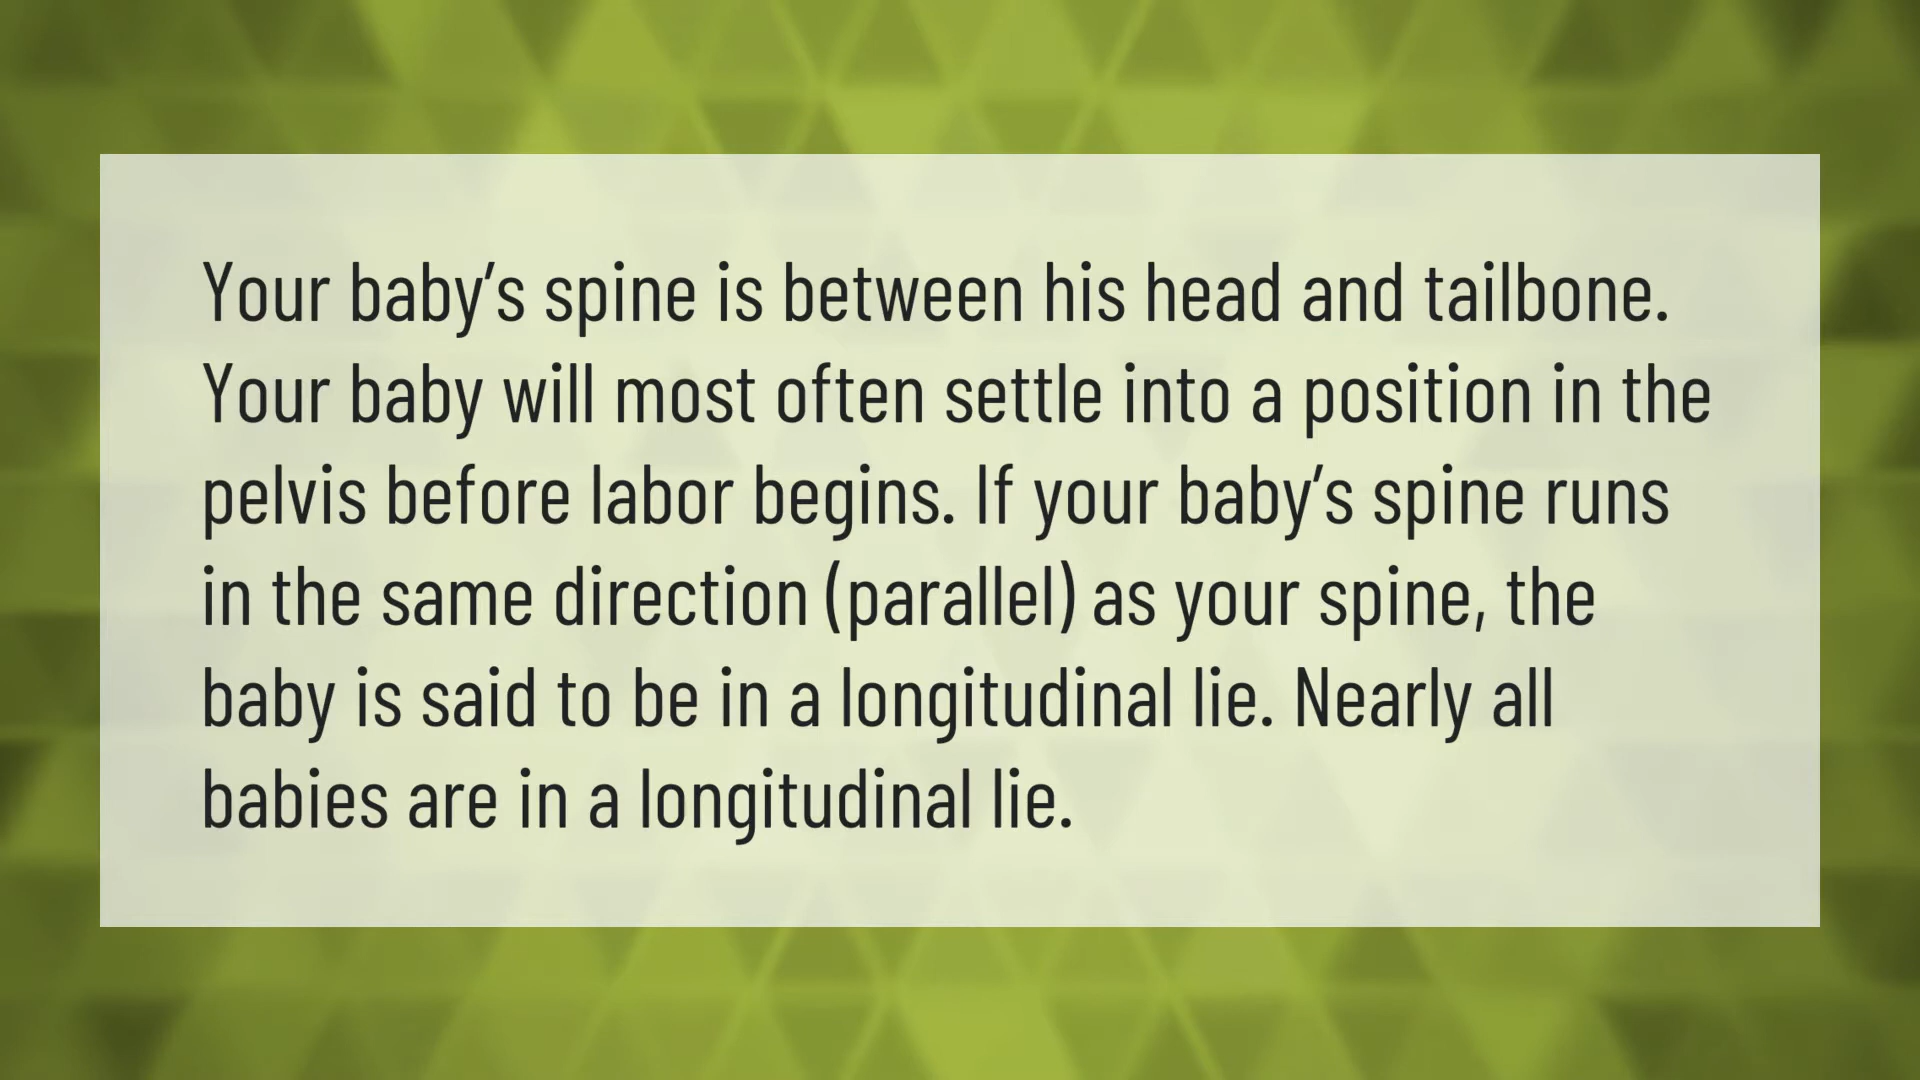 Your baby's spine is between his head and tailbone.
Your baby will most often settle into a position in the
pelvis before labor begins. If your baby's spine runs
in the same direction (parallel) as your spine, the
baby is said to be in a longitudinal lie. Nearly all
babies are in a longitudinal lie.